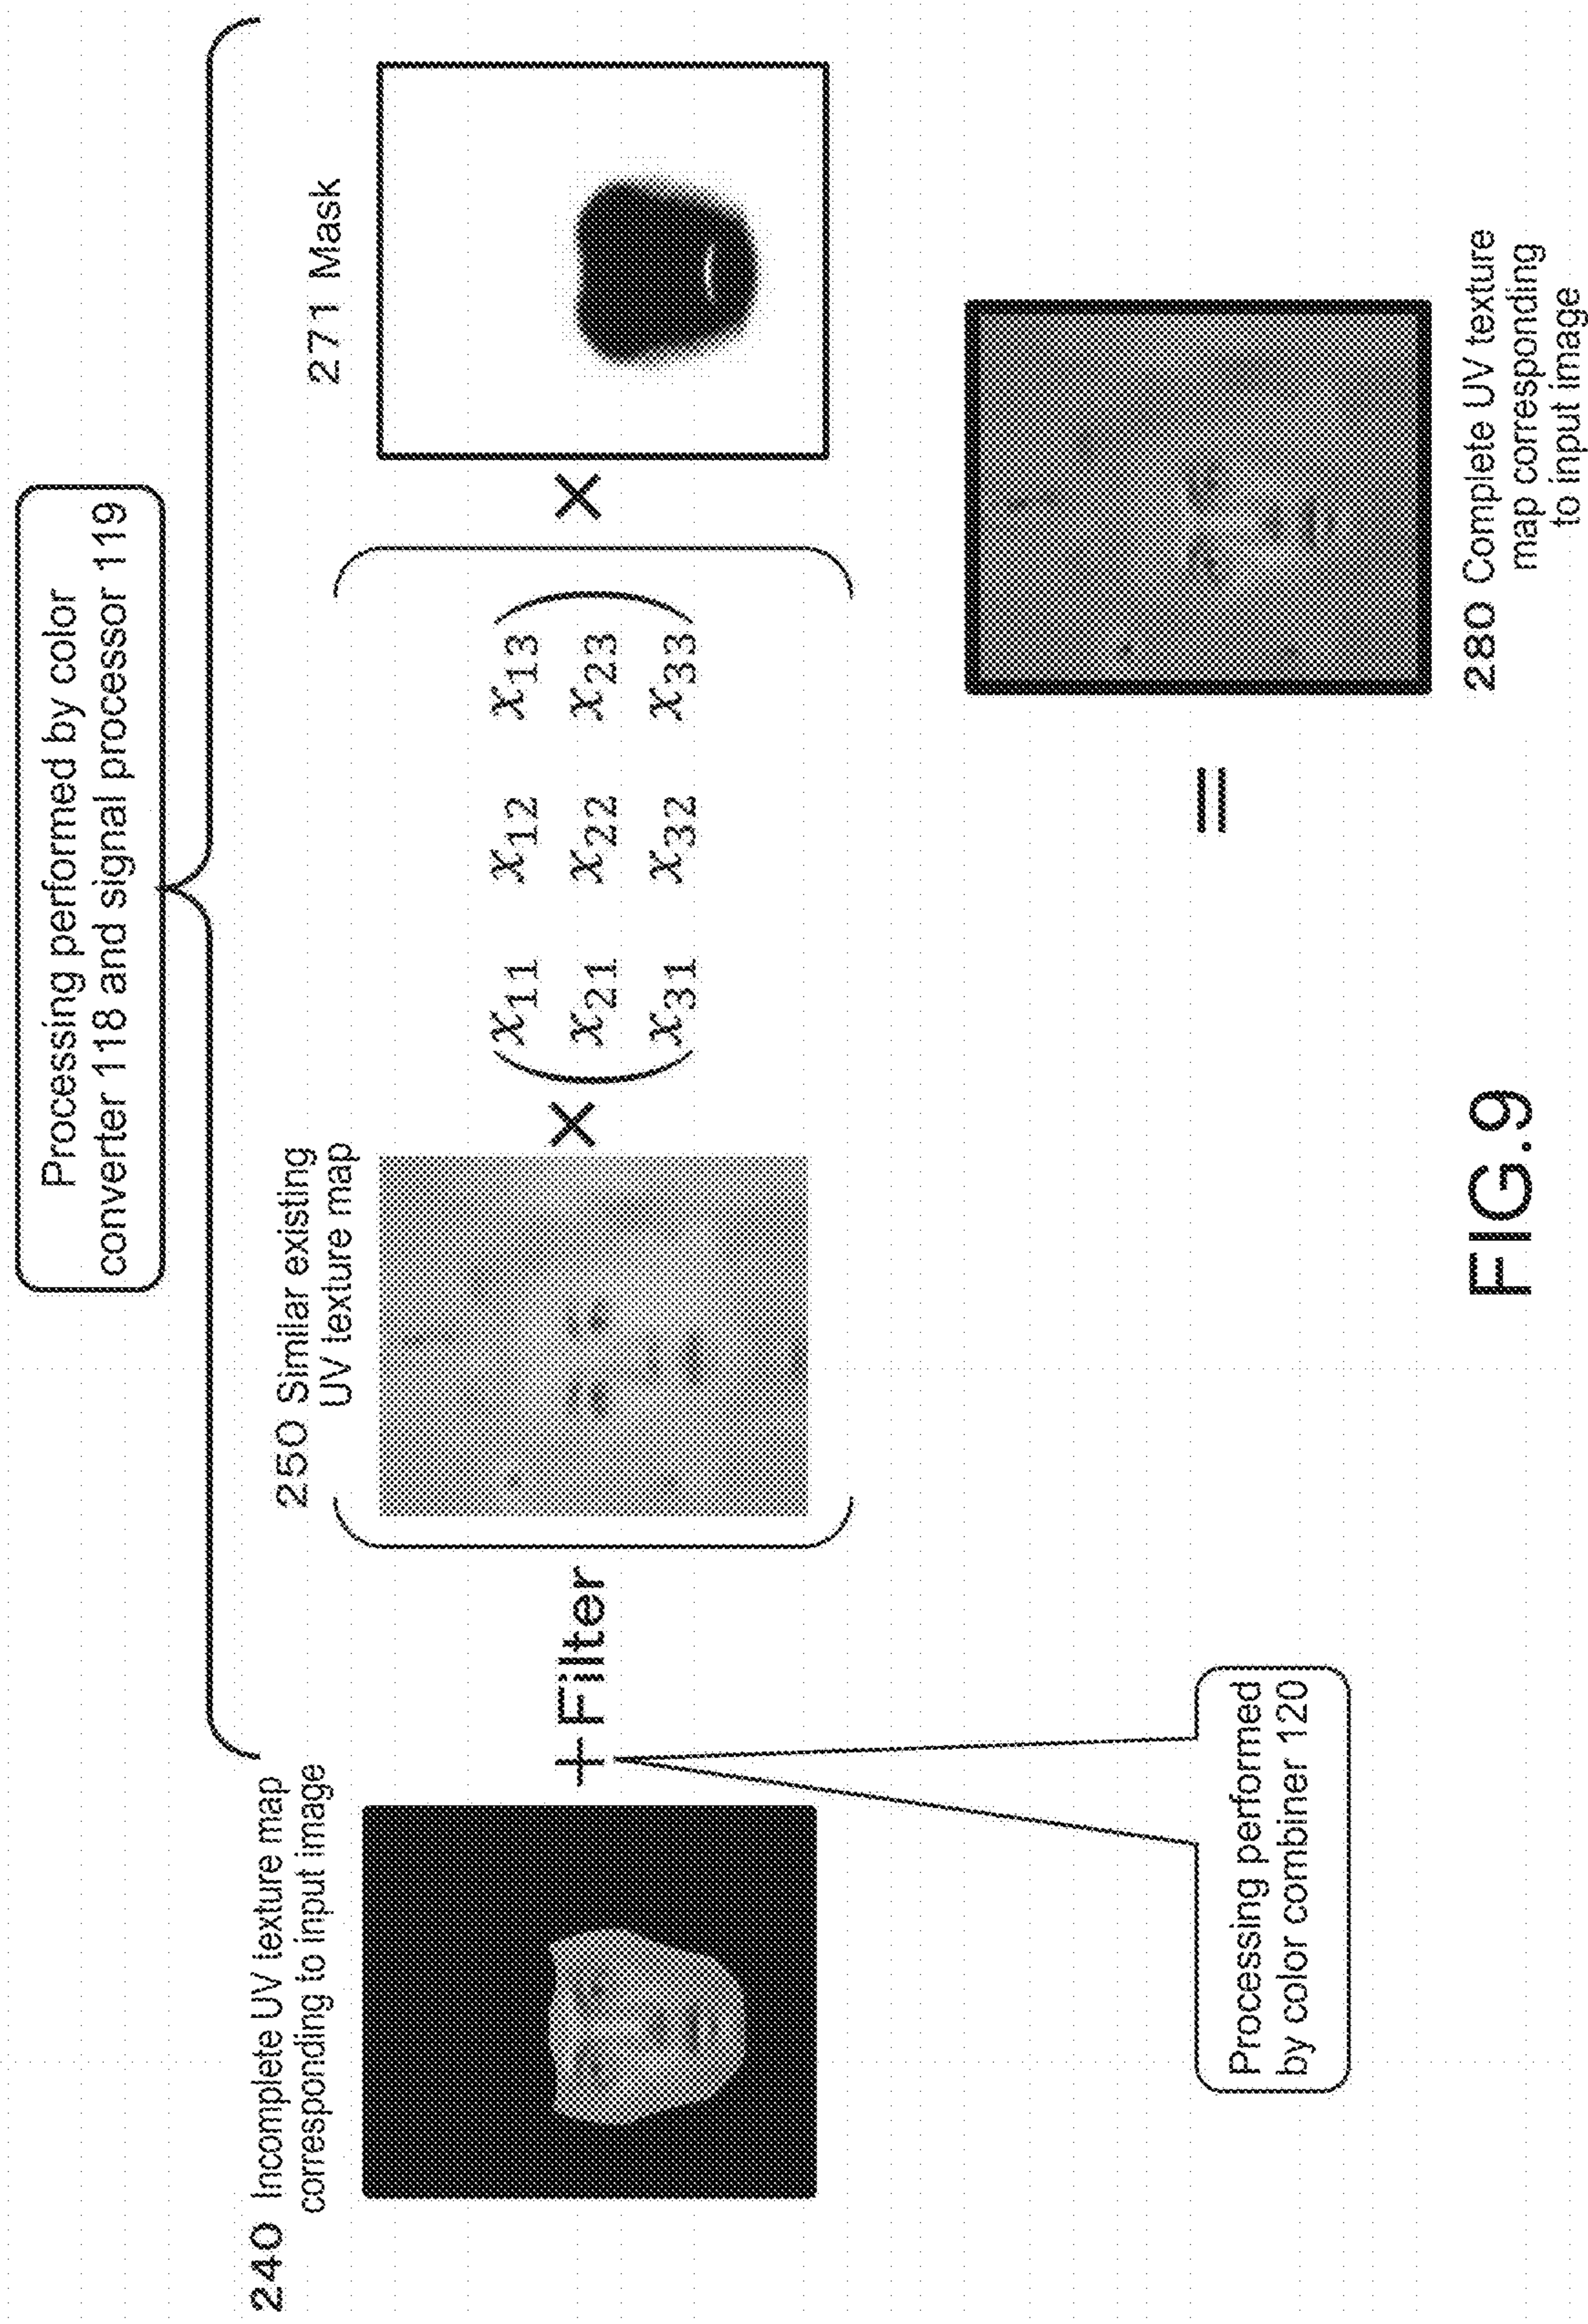 Processing performed by color
converter 118 and signal processor 119
240 Incomplete UV texture map
corresponding to input image
+Filter
250 Similar existing
UV texture map
×
x11 x12 x13
x21 x22 x23
x31 x32 x33
×
271 Mask
Processing performed
by color combiner 120
=
280 Complete UV texture
map corresponding
to input image
FIG.9